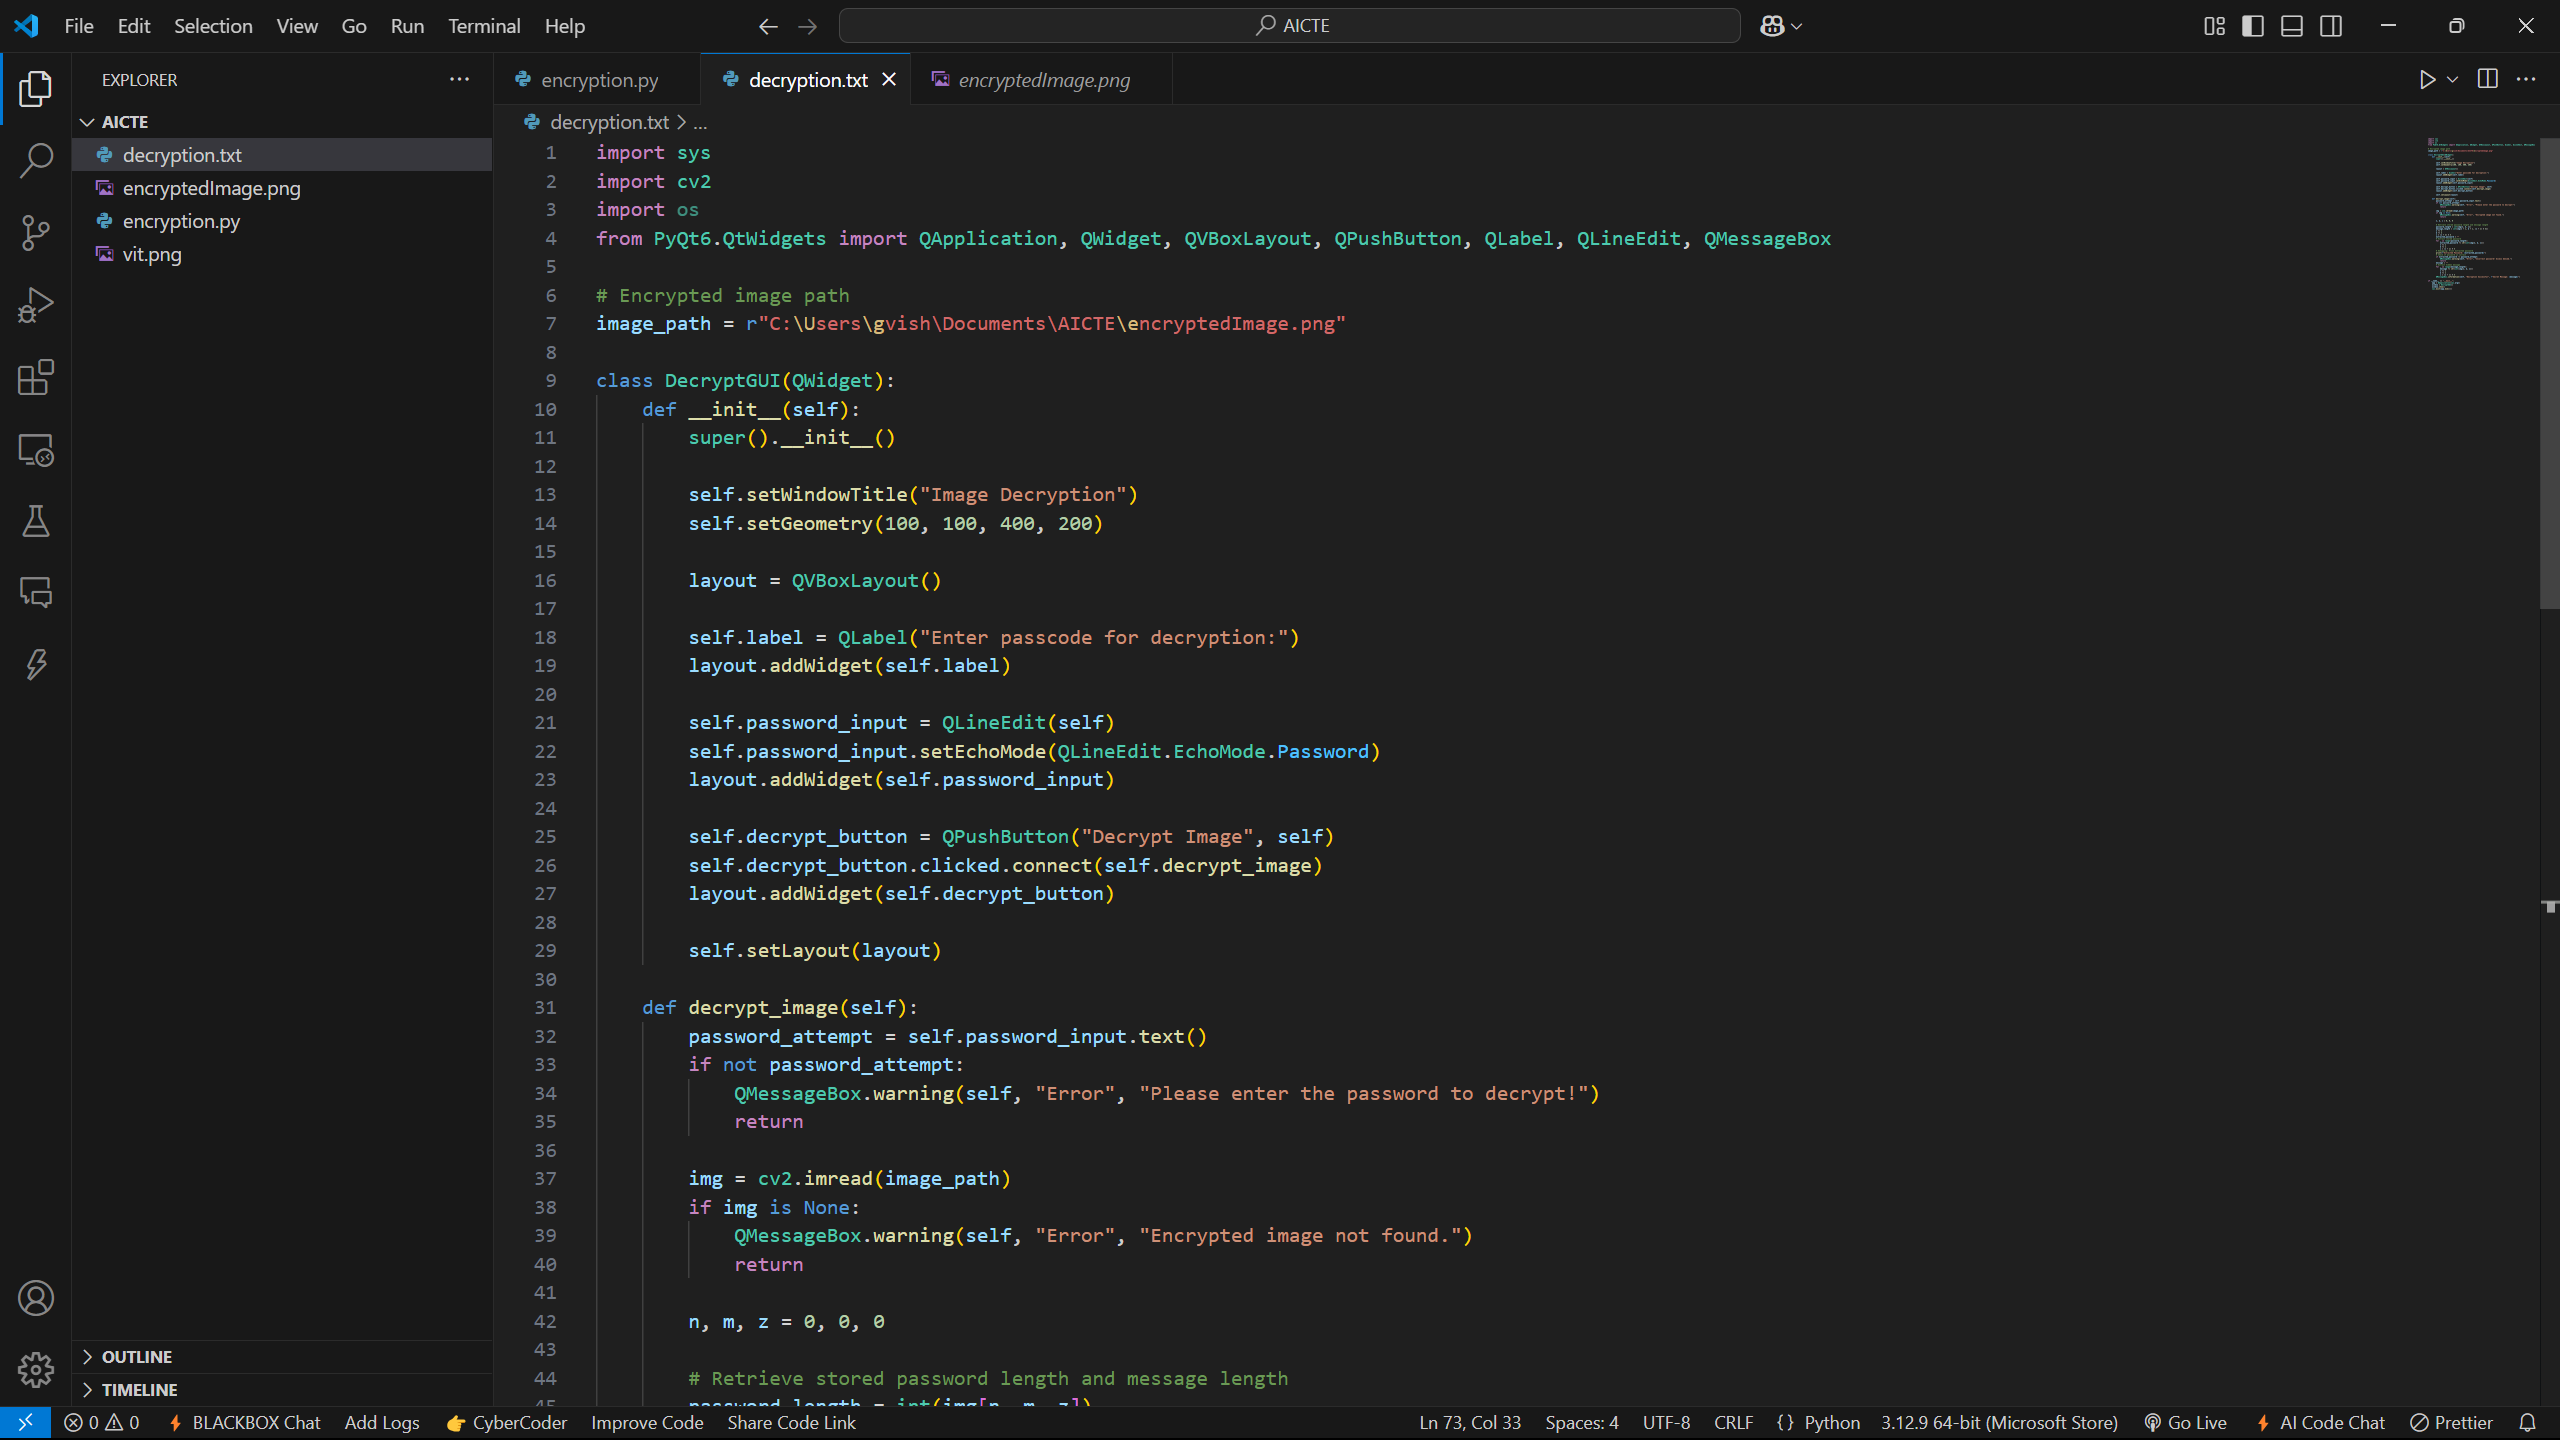 File Edit Selection View Go Run Terminal Help
AICTE
EXPLORER
AICTE
decryption.txt
encryptedImage.png
encryption.py
vit.png
OUTLINE
TIMELINE
encryption.py
decryption.txt
encryptedImage.png
decryption.txt > ...
1 import sys
2 import cv2
3 import os
4 from PyQt6.QtWidgets import QApplication, QWidget, QVBoxLayout, QPushButton, QLabel, QLineEdit, QMessageBox
5
6 # Encrypted image path
7 image_path = r"C:\Users\gvish\Documents\AICTE\encryptedImage.png"
8
9 class DecryptGUI(QWidget):
10 def __init__(self):
11 super().__init__()
12
13 self.setWindowTitle("Image Decryption")
14 self.setGeometry(100, 100, 400, 200)
15
16 layout = QVBoxLayout()
17
18 self.label = QLabel("Enter passcode for decryption:")
19 layout.addWidget(self.label)
20
21 self.password_input = QLineEdit(self)
22 self.password_input.setEchoMode(QLineEdit.EchoMode.Password)
23 layout.addWidget(self.password_input)
24
25 self.decrypt_button = QPushButton("Decrypt Image", self)
26 self.decrypt_button.clicked.connect(self.decrypt_image)
27 layout.addWidget(self.decrypt_button)
28
29 self.setLayout(layout)
30
31 def decrypt_image(self):
32 password_attempt = self.password_input.text()
33 if not password_attempt:
34 QMessageBox.warning(self, "Error", "Please enter the password to decrypt!")
35 return
36
37 img = cv2.imread(image_path)
38 if img is None:
39 QMessageBox.warning(self, "Error", "Encrypted image not found.")
40 return
41
42 n, m, z = 0, 0, 0
43
44 # Retrieve stored password length and message length
45 password_length = int(img[n, m, z])
0 0 BLACKBOX Chat Add Logs CyberCoder Improve Code Share Code Link Ln 73, Col 33 Spaces: 4 UTF-8 CRLF {} Python 3.12.9 64-bit (Microsoft Store) Go Live AI Code Chat Prettier